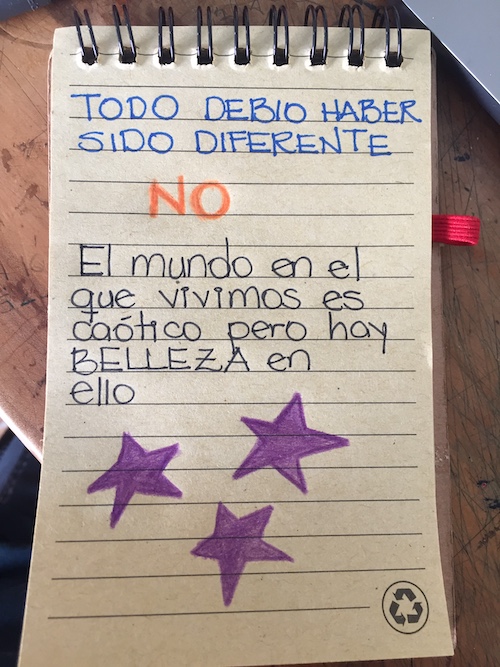 TODO DEBIO HABER
SIDO DIFERENTE
NO
El mundo en el
que vivimos es
caótico pero hay
BELLEZA en
ello